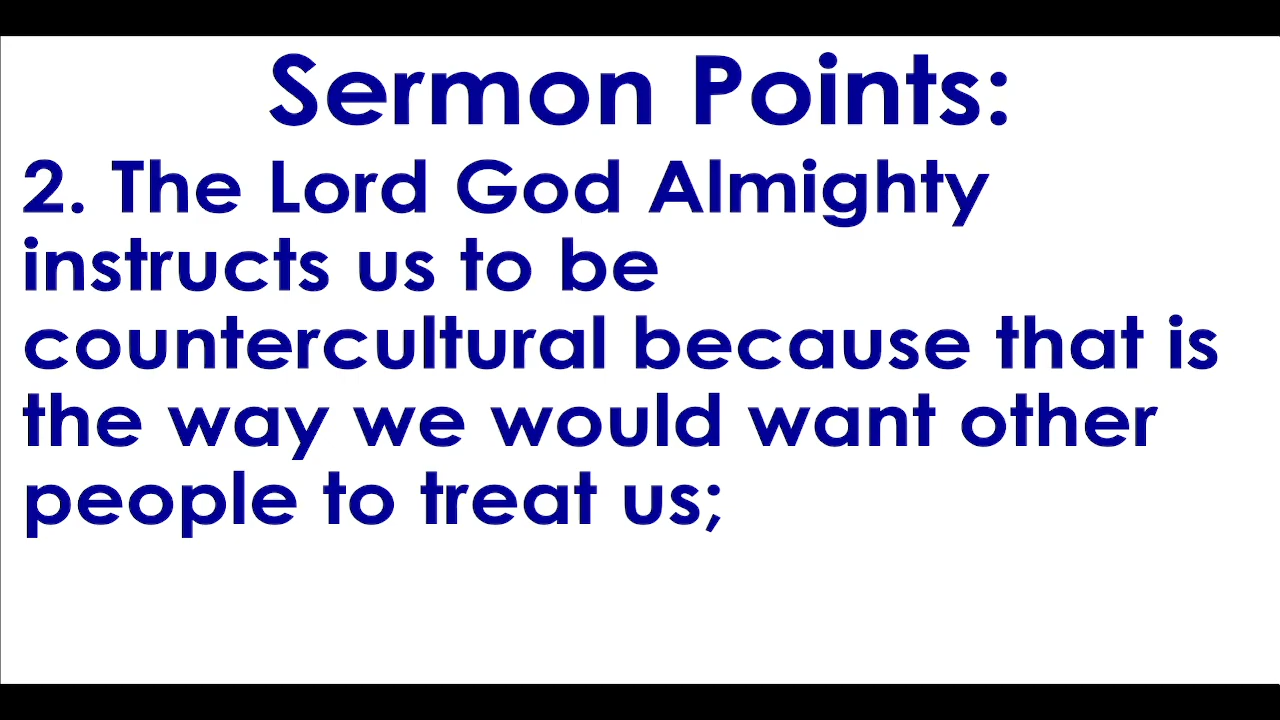 Sermon Points:
2. The Lord God Almighty
instructs us to be
countercultural because that is
the way we would want other
people to treat us;